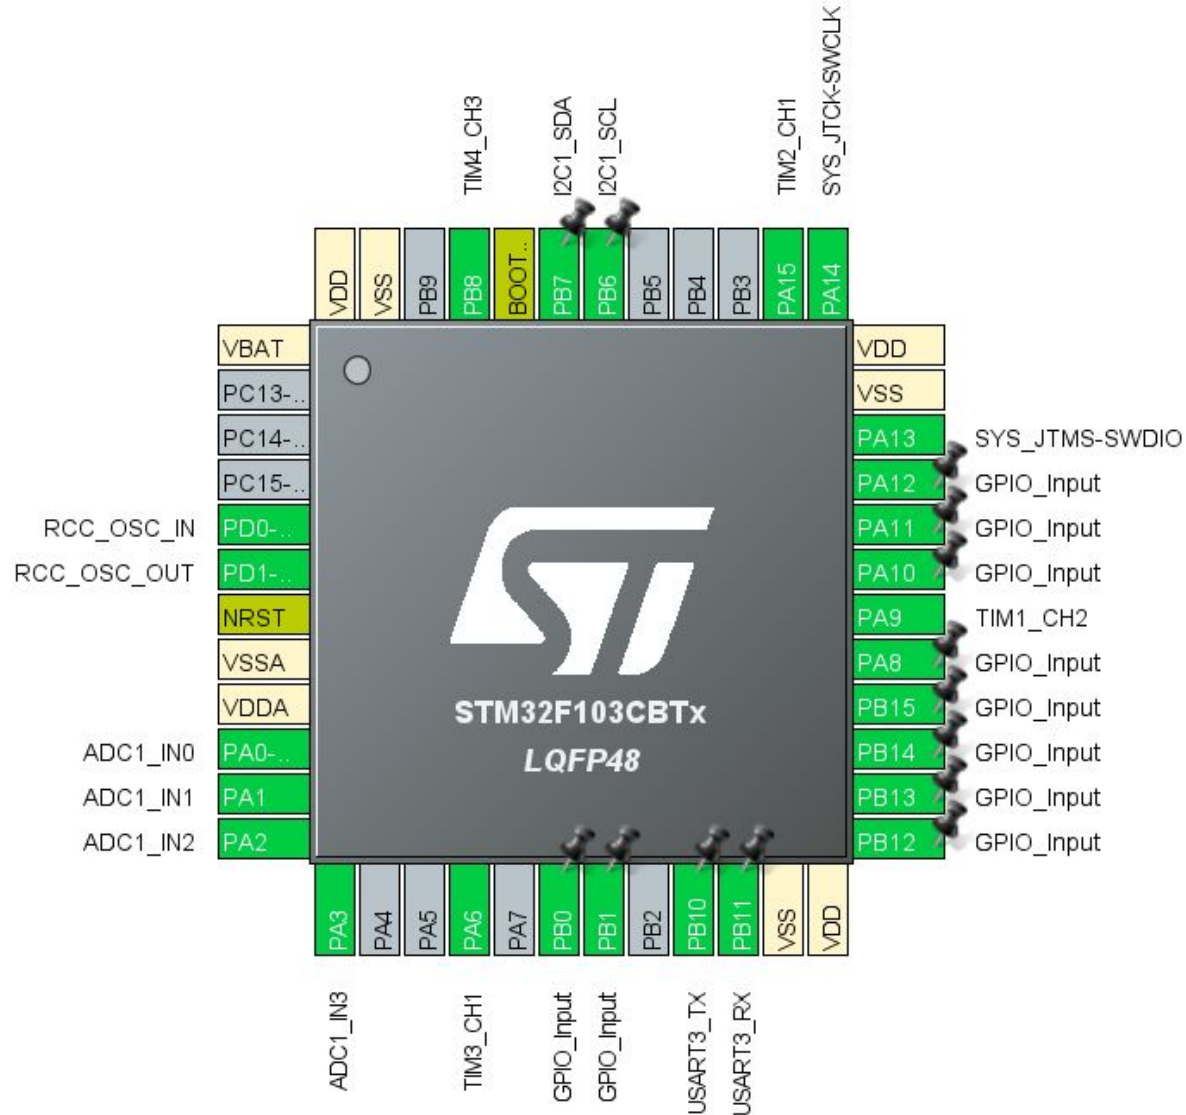 TIM4_CH3
I2C1_SDA
I2C1_SCL
TIM2_CH1
SYS_JTCK-SWCLK
VDD
VSS
PB9
PB8
BOOT..
PB7
PB6
PB5
PB4
PB3
PA15
PA14
VBAT
PC13-..
PC14-..
PC15-..
RCC_OSC_IN PD0-..
RCC_OSC_OUT PD1-..
NRST
VSSA
VDDA
ADC1_IN0 PA0-..
ADC1_IN1 PA1
ADC1_IN2 PA2
STM32F103CBTx
LQFP48
VDD
VSS
PA13 SYS_JTMS-SWDIO
PA12 GPIO_Input
PA11 GPIO_Input
PA10 GPIO_Input
PA9 TIM1_CH2
PA8 GPIO_Input
PB15 GPIO_Input
PB14 GPIO_Input
PB13 GPIO_Input
PB12 GPIO_Input
PA3
PA4
PA5
PA6
PA7
PB0
PB1
PB2
PB10
PB11
VSS
VDD
ADC1_IN3
TIM3_CH1
GPIO_Input
GPIO_Input
USART3_TX
USART3_RX